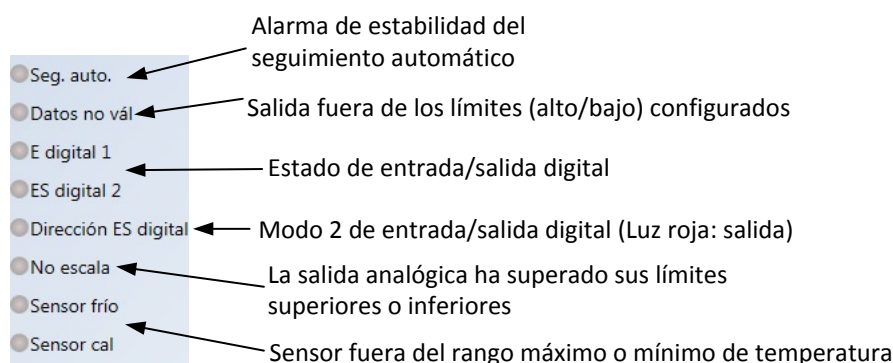 Alarma de estabilidad del
seguimiento automático
Seg. auto.
Datos no vál
Salida fuera de los límites (alto/bajo) configurados
E digital 1
Estado de entrada/salida digital
ES digital 2
Dirección ES digital
Modo 2 de entrada/salida digital (Luz roja: salida)
No escala
La salida analógica ha superado sus límites
superiores o inferiores
Sensor frío
Sensor cal
Sensor fuera del rango máximo o mínimo de temperatura